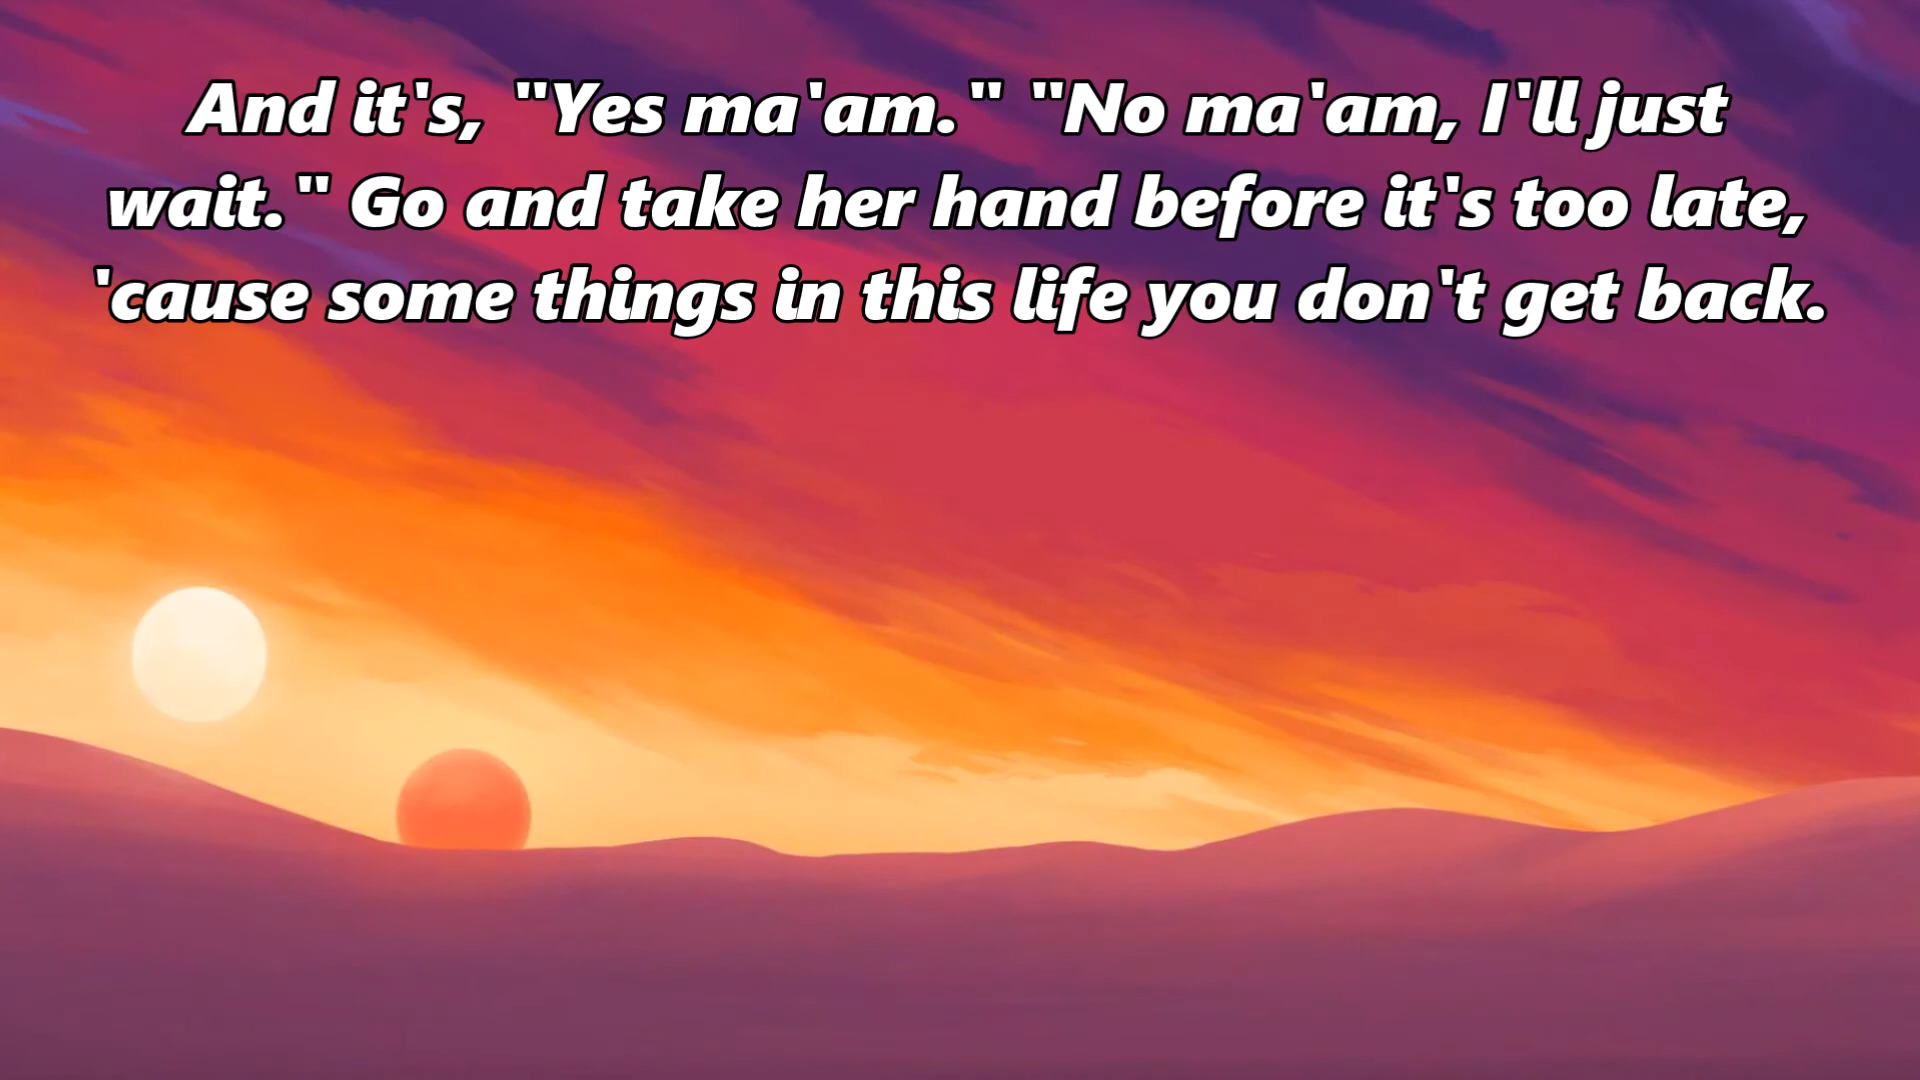 And it's, "Yes ma'am." "No ma'am, I'll just
wait." Go and take her hand before it's too late,
'cause some things in this life you don't get back.